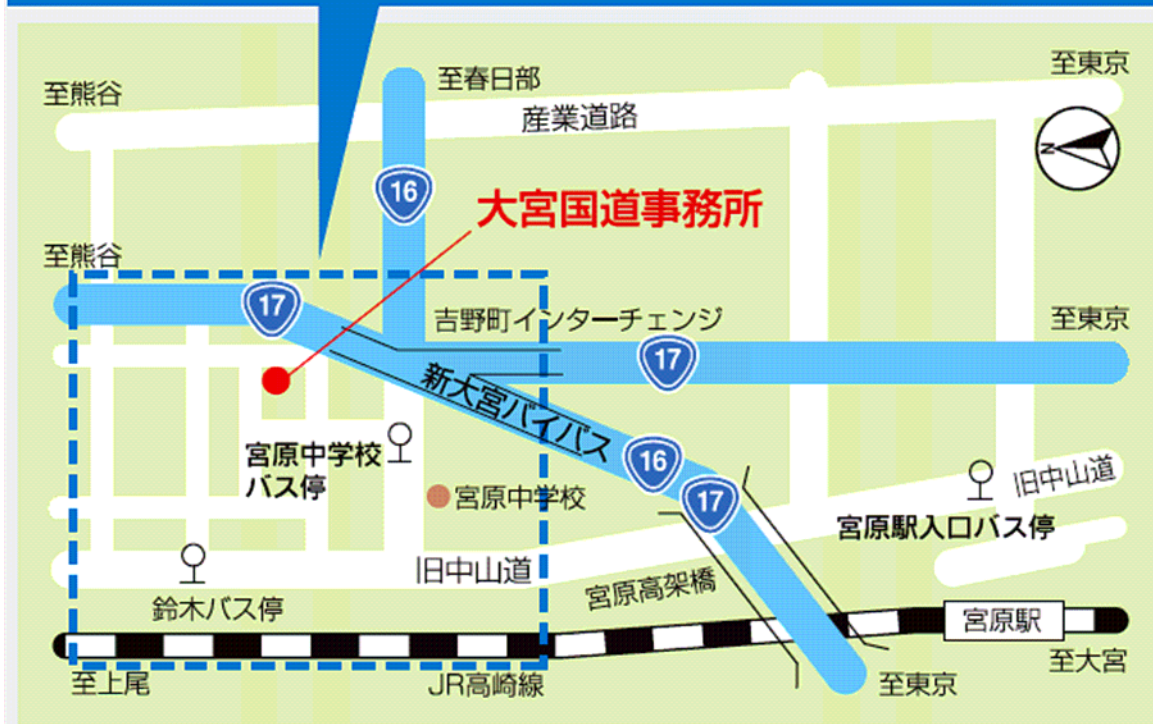 至春日部
至東京
至熊谷
産業道路
N
16
大宮国道事務所
至熊谷
17
吉野町インターチェンジ
至東京
17
新大宮バイパス
宮原中学校
バス停
16
旧中山道
17
宮原中学校
宮原駅入口バス停
旧中山道
宮原高架橋
鈴木バス停
宮原駅
至大宮
至上尾
JR高崎線
至東京